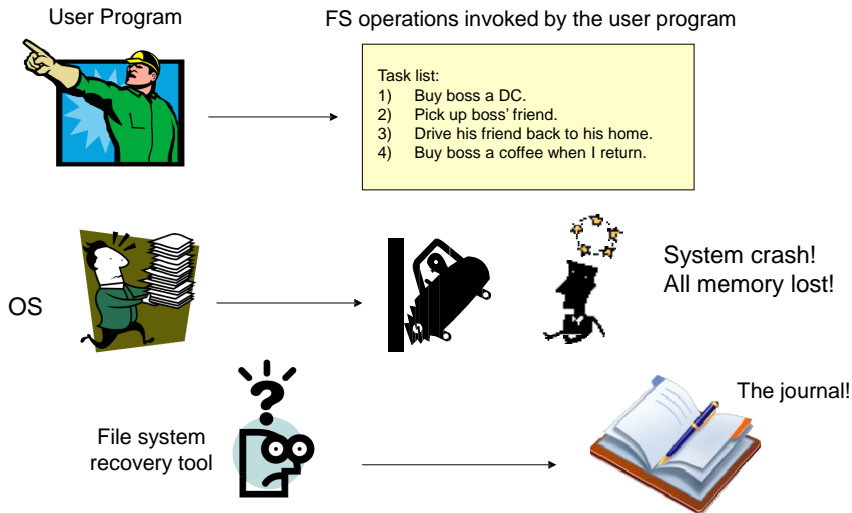 User Program
FS operations invoked by the user program
Task list:
1) Buy boss a DC.
2) Pick up boss' friend.
3) Drive his friend back to his home.
4) Buy boss a coffee when I return.
OS
System crash!
All memory lost!
File system
recovery tool
The journal!